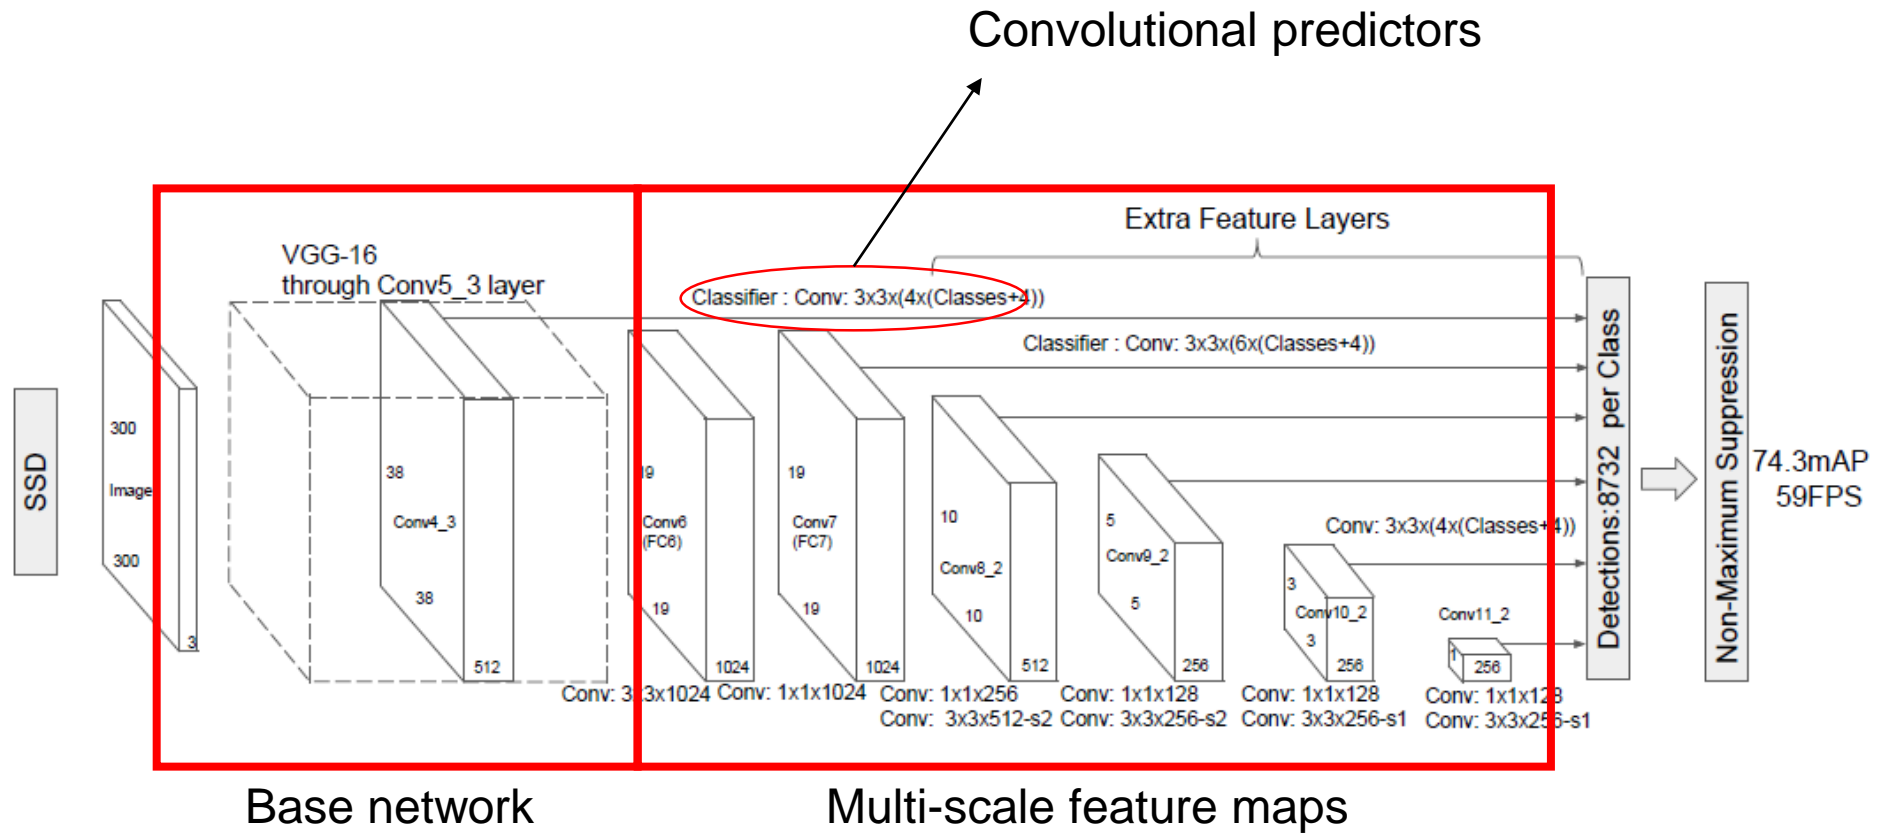 Convolutional predictors
Extra Feature Layers
VGG-16
through Conv5_3 layer
Classifier : Conv: 3x3x(4x(Classes+4))
Classifier : Conv: 3x3x(6x(Classes+4))
SSD
300
Image
300
3
38
Conv4_3
38
512
19
Conv6
(FC6)
19
1024
19
Conv7
(FC7)
19
1024
10
Conv8_2
10
512
5
Conv9_2
5
256
Conv: 3x3x(4x(Classes+4))
3
Conv10_2
3
256
Conv11_2
1
256
Detections:8732 per Class
Non-Maximum Suppression
74.3mAP
59FPS
Conv: 3x3x1024
Conv: 1x1x1024
Conv: 1x1x256
Conv: 3x3x512-s2
Conv: 1x1x128
Conv: 3x3x256-s2
Conv: 1x1x128
Conv: 3x3x256-s1
Conv: 1x1x128
Conv: 3x3x256-s1
Base network
Multi-scale feature maps